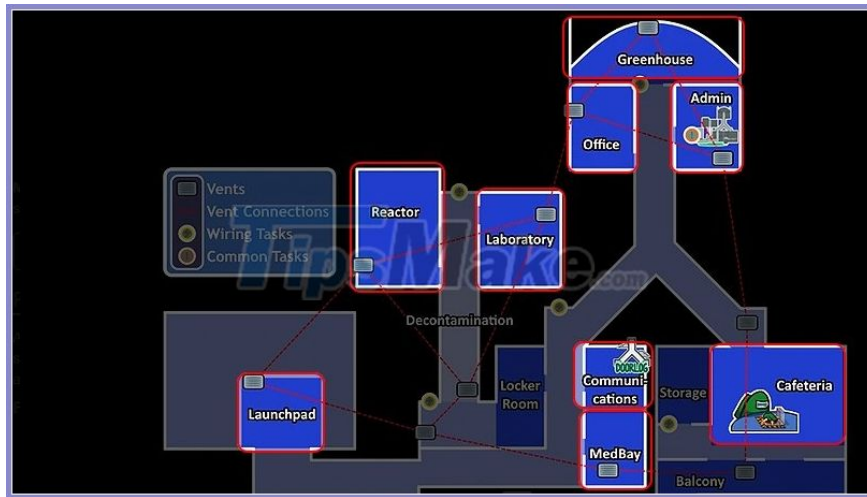 Greenhouse
Admin
Office
Vents
Vent Connections
Wiring Tasks
Common Tasks
Reactor
Laboratory
TipsMake.com
Decontamination
DOORLOG
Communi-
cations
Locker
Room
Storage
Cafeteria
Launchpad
MedBay
Balcony